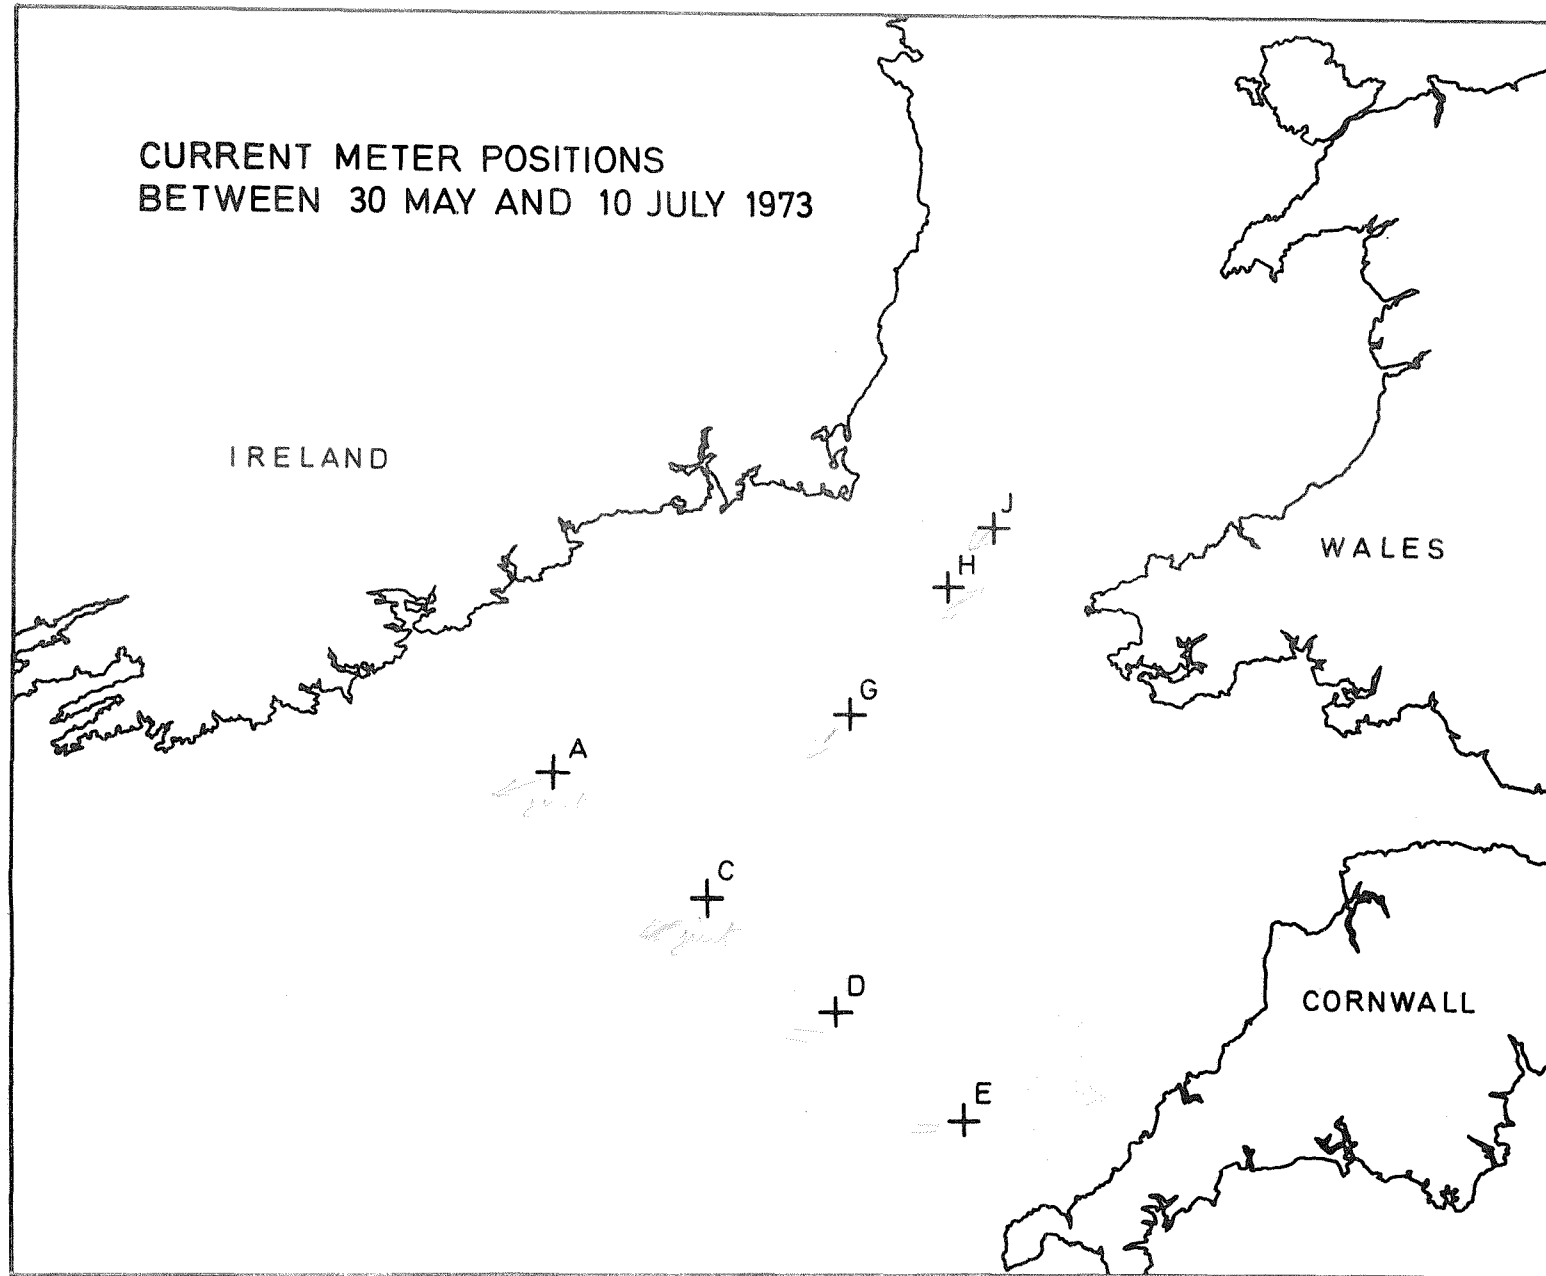 CURRENT METER POSITIONS
BETWEEN 30 MAY AND 10 JULY 1973
IRELAND
J
WALES
H
G
A
C
D
CORNWALL
E